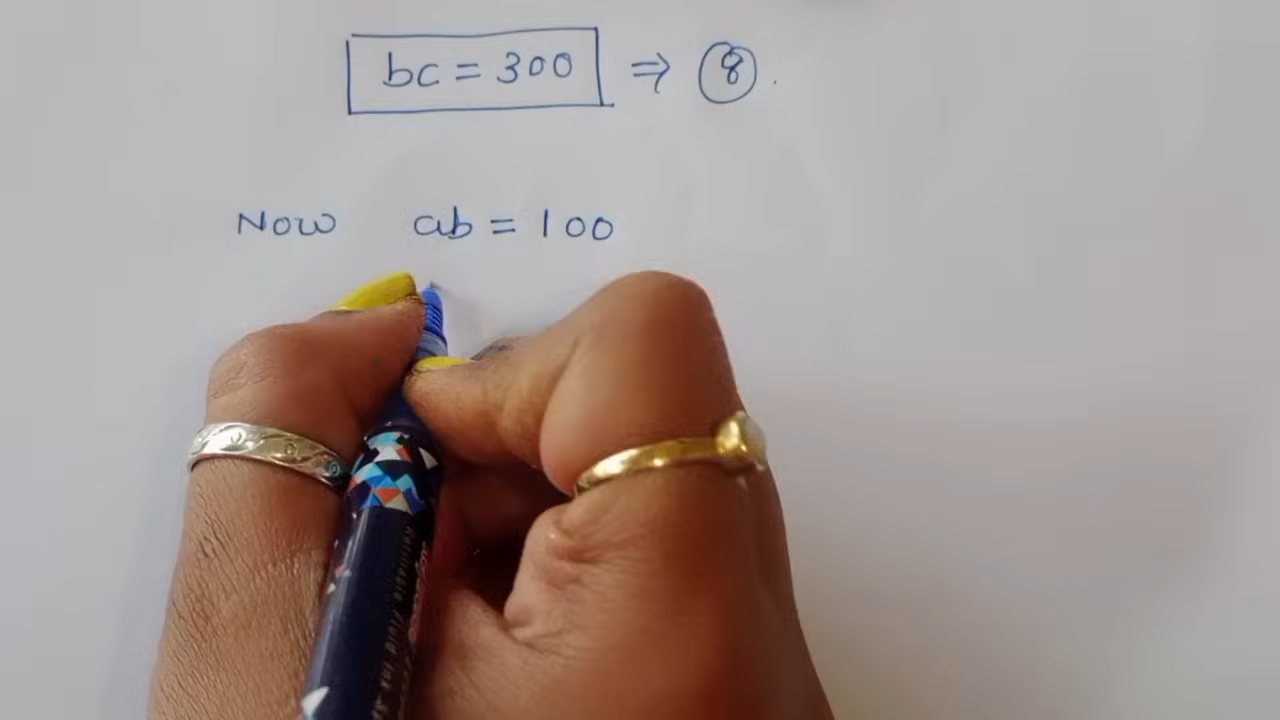 bc = 300 ⇒ 8.
Now ab = 100